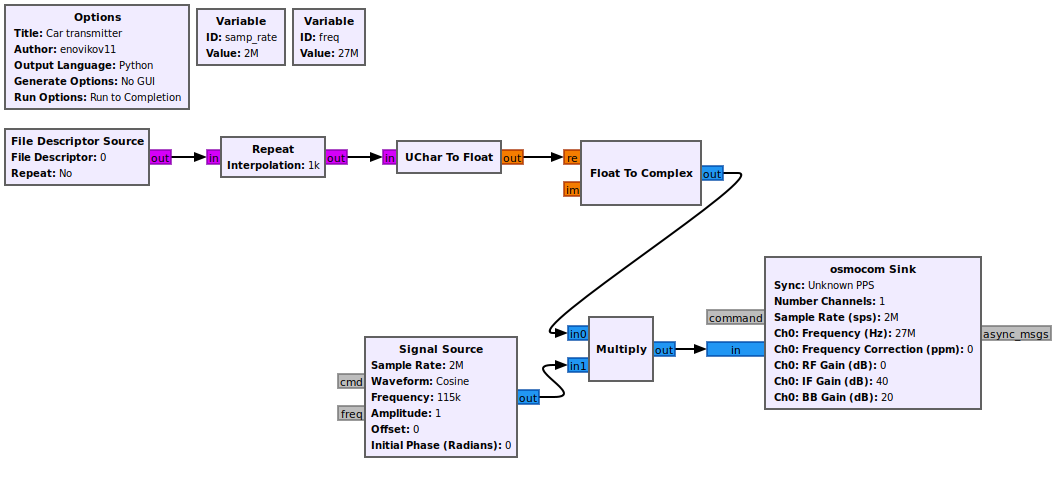 Options
Title: Car transmitter
Author: enovikov11
Output Language: Python
Generate Options: No GUI
Run Options: Run to Completion
Variable
ID: samp_rate
Value: 2M
Variable
ID: freq
Value: 27M
File Descriptor Source
File Descriptor: 0
Repeat: No
out
in
Repeat
Interpolation: 1k
out
in
UChar To Float
out
re
im
Float To Complex
out
Signal Source
Sample Rate: 2M
Waveform: Cosine
Frequency: 115k
Amplitude: 1
Offset: 0
Initial Phase (Radians): 0
cmd
freq
out
in0
in1
Multiply
out
command
in
osmocom Sink
Sync: Unknown PPS
Number Channels: 1
Sample Rate (sps): 2M
Ch0: Frequency (Hz): 27M
Ch0: Frequency Correction (ppm): 0
Ch0: RF Gain (dB): 0
Ch0: IF Gain (dB): 40
Ch0: BB Gain (dB): 20
async_msgs